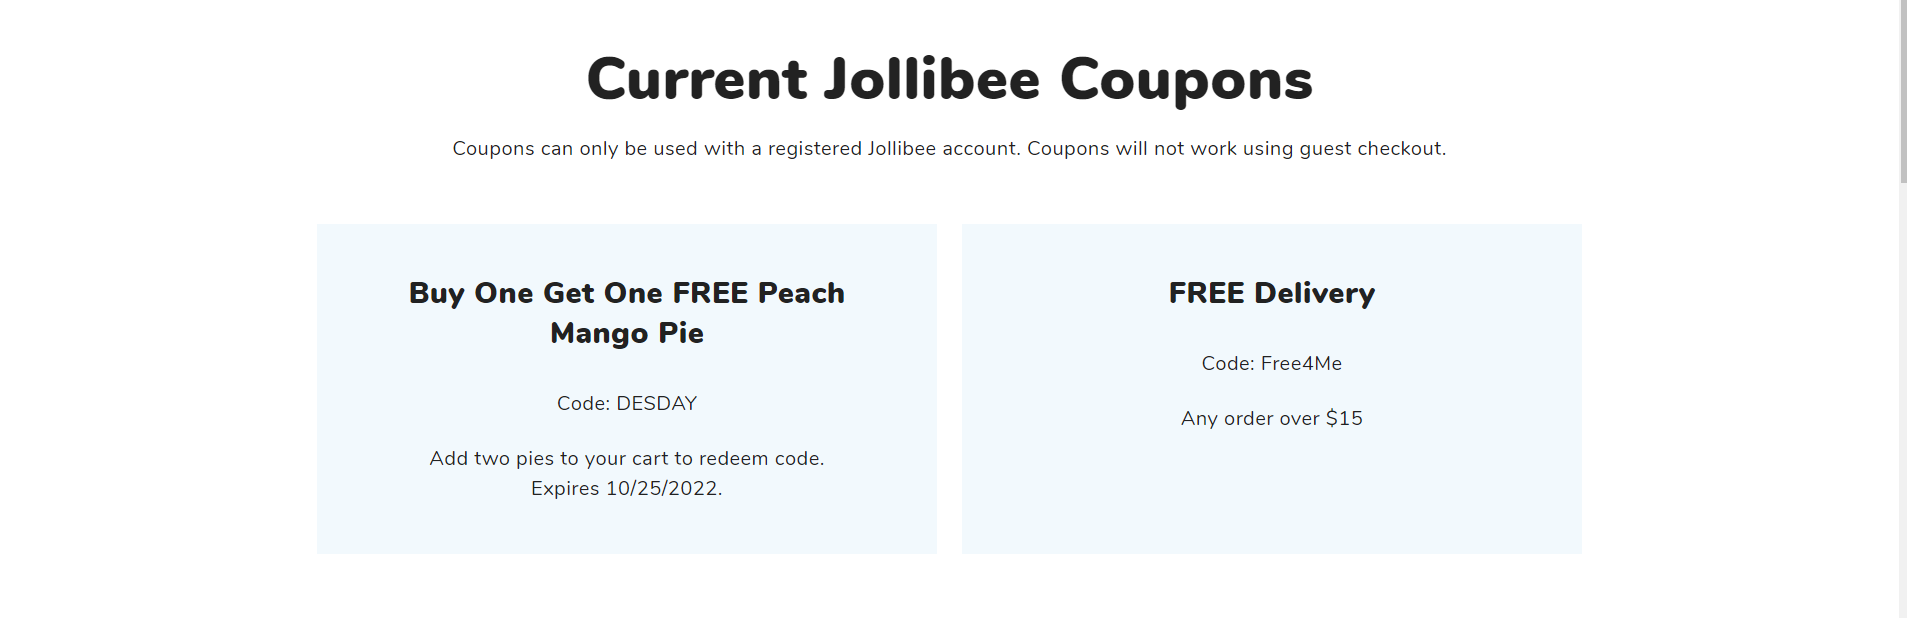 Current Jollibee Coupons
Coupons can only be used with a registered Jollibee account. Coupons will not work using guest checkout.
Buy One Get One FREE Peach
Mango Pie
Code: DESDAY
Add two pies to your cart to redeem code.
Expires 10/25/2022.
FREE Delivery
Code: Free4Me
Any order over $15